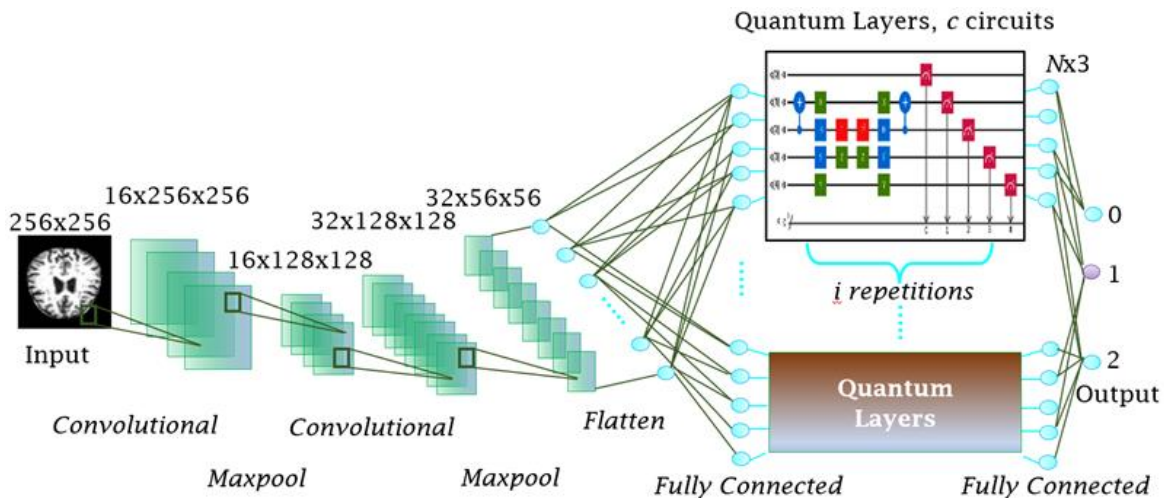 Quantum Layers, c circuits
Nx3
32x56x56
16x256x256
32x128x128
256x256
16x128x128
0
1
i repetitions
Input
2
Quantum
Layers
Output
Convolutional
Convolutional
Flatten
Maxpool
Maxpool
Fully Connected
Fully Connected